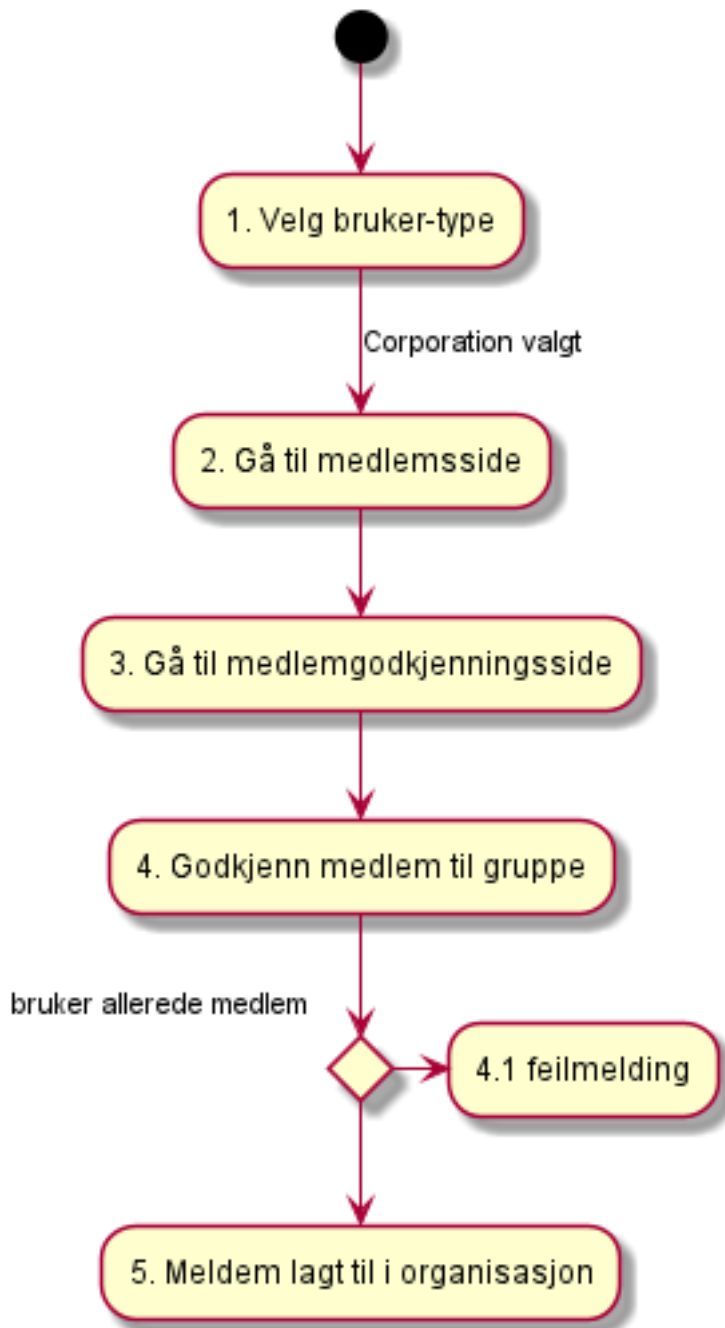 1. Velg bruker-type
Corporation valgt
2. Gå til medlemsside
3. Gå til medlemgodkjenningsside
4. Godkjenn medlem til gruppe
bruker allerede medlem
4.1 feilmelding
5. Meldem lagt til i organisasjon